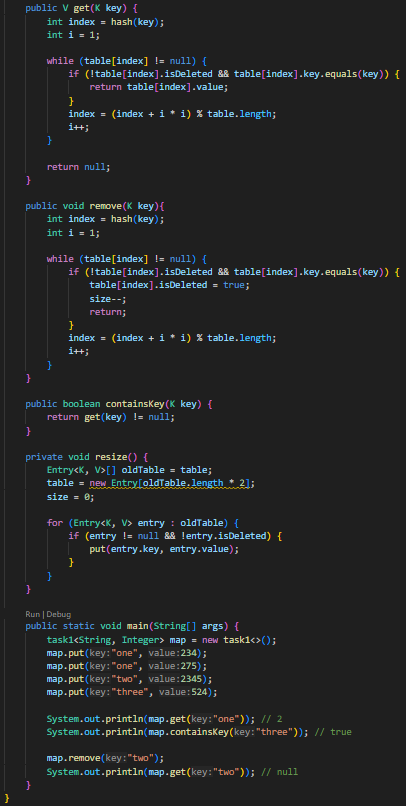 public V get(K key) {
int index = hash(key);
int i = 1;
while (table[index] != null) {
if (!table[index].isDeleted && table[index].key.equals(key)) {
return table[index].value;
}
index = (index + i * i) % table.length;
i++;
}
return null;
}
public void remove(K key){
int index = hash(key);
int i = 1;
while (table[index] != null) {
if (!table[index].isDeleted && table[index].key.equals(key)) {
table[index].isDeleted = true;
size--;
return;
}
index = (index + i * i) % table.length;
i++;
}
}
public boolean containsKey(K key) {
return get(key) != null;
}
private void resize() {
Entry<K, V>[] oldTable = table;
table = new Entry[oldTable.length * 2];
size = 0;
for (Entry<K, V> entry : oldTable) {
if (entry != null && !entry.isDeleted) {
put(entry.key, entry.value);
}
}
}
Run | Debug
public static void main(String[] args) {
task1<String, Integer> map = new task1<>();
map.put(key:"one", value:234);
map.put(key:"one", value:275);
map.put(key:"two", value:2345);
map.put(key:"three", value:524);
System.out.println(map.get(key:"one")); // 2
System.out.println(map.containsKey(key:"three")); // true
map.remove(key:"two");
System.out.println(map.get(key:"two")); // null
}
}